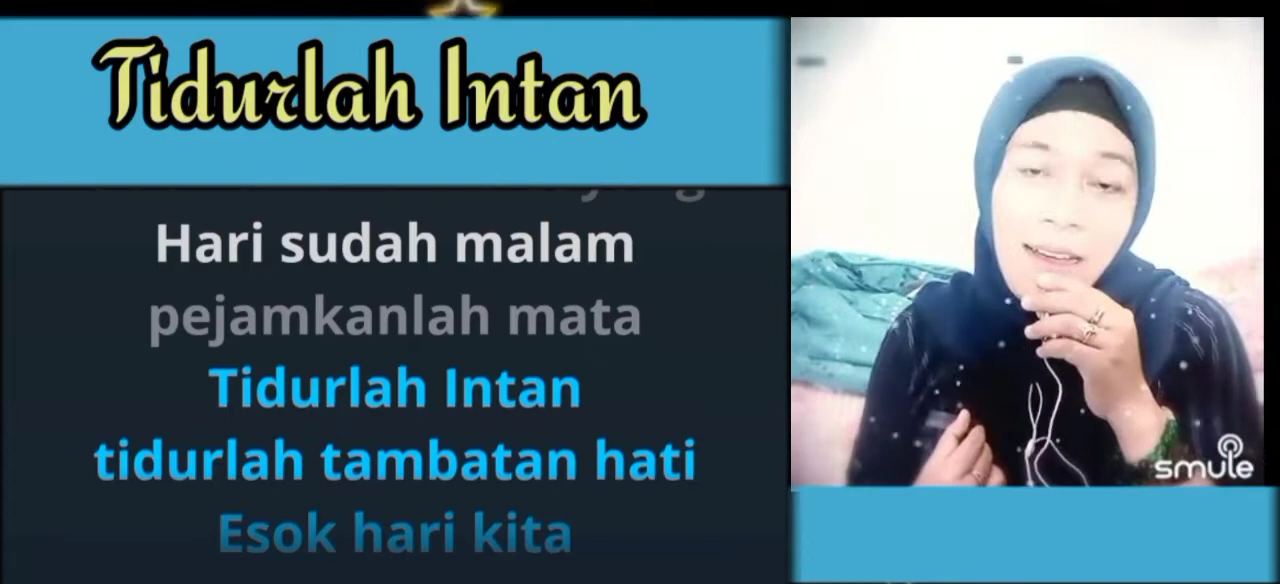 Tidurlah Intan
Hari sudah malam
pejamkanlah mata
Tidurlah Intan
tidurlah tambatan hati
Esok hari kita
smule